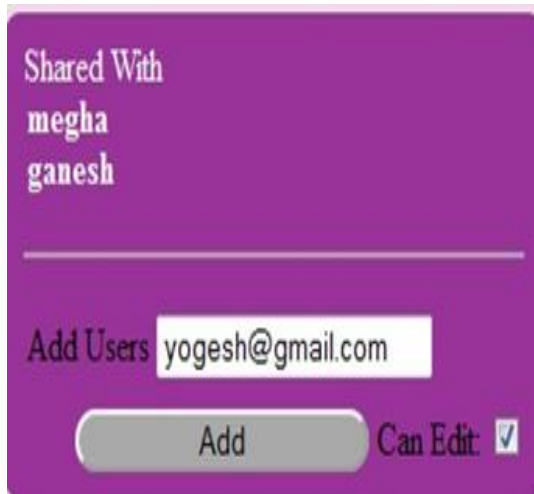 Shared With
megha
ganesh
Add Users yogesh@gmail.com
Add Can Edit: